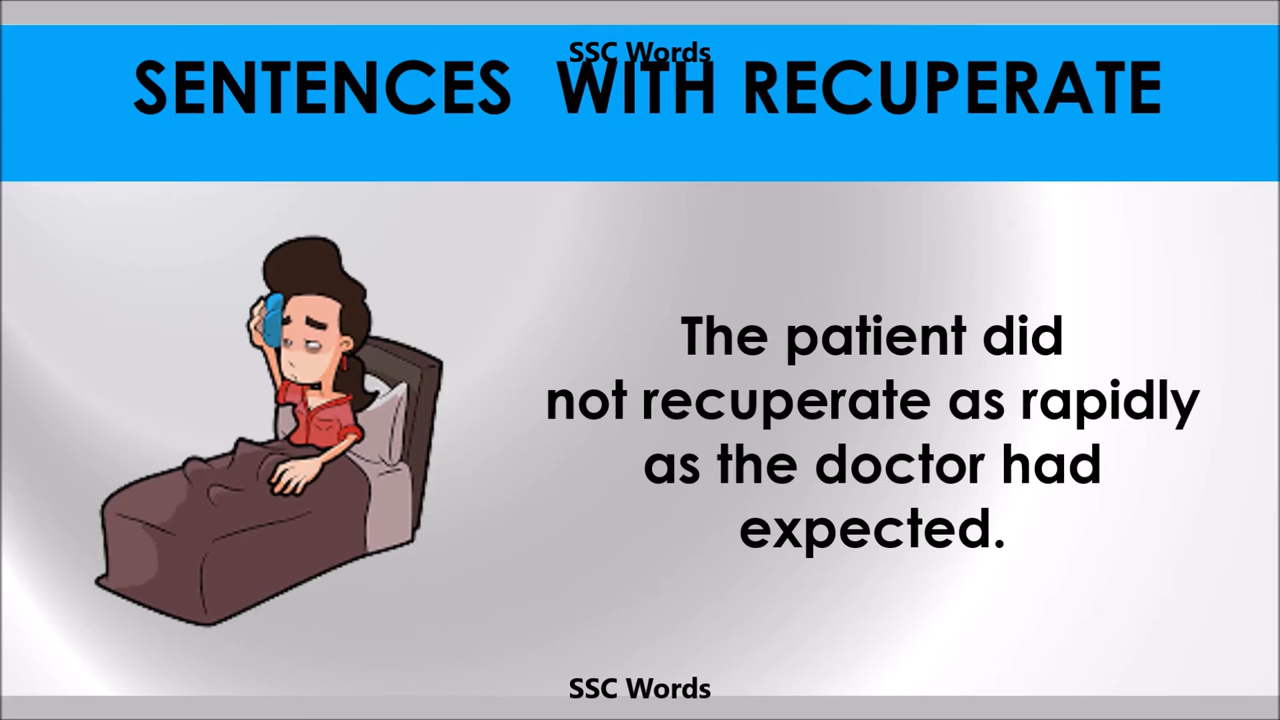 SSC Words
SENTENCES WITH RECUPERATE
The patient did
not recuperate as rapidly
as the doctor had
expected.
SSC Words